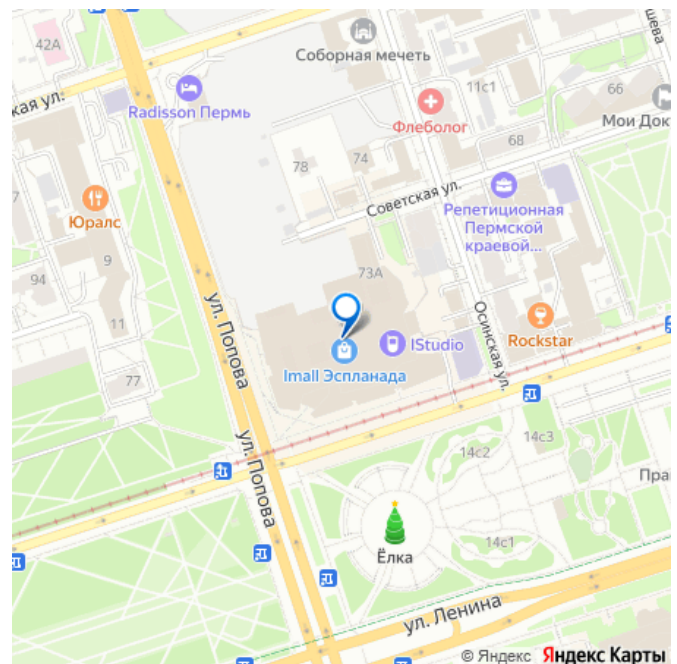 42А
Соборная мечеть
шева
кая ул.
Radisson Пермь
11с1
66
Флеболог
Мои Док
68
78
74
Советская ул.
Юралс
Репетиционная
Пермской
краевой...
9
94
73А
11
ул. Попова
Осинская ул.
IStudio
Rockstar
Imall Эспланада
77
ул. Попова
14с3
14с2
Пра
Ёлка
14с1
ул. Ленина
© Яндекс Яндекс Карты